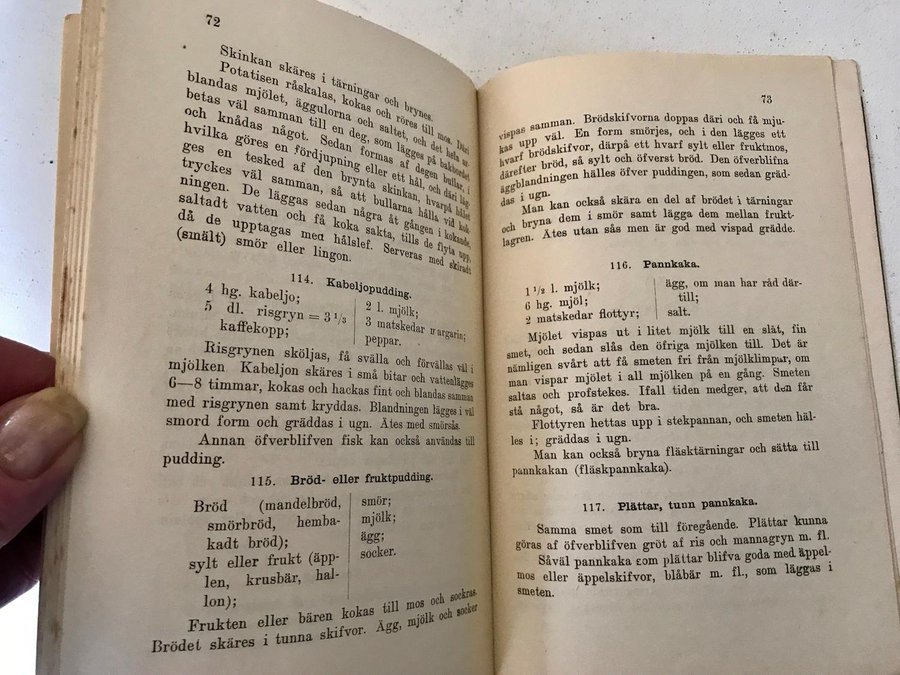 72
Skinkan skäres i tärningar och brynes.
Potatisen råskalas, kokas och röres till mos. Däri
blandas mjölet, äggulorna och saltet, och det hela ar-
betas väl samman till en deg, som lägges på bakbordet
och knådas något. Sedan formas af degen bullar, i
hvilka göres en fördjupning eller ett hål, och däri läg-
ges en tesked af den brynta skinkan, hvarpå hålet
tryckes väl samman, så att bullarna hålla vid kok-
ningen. De läggas sedan några åt gången i kokande,
saltadt vatten och få koka sakta, tills de flyta upp,
då de upptagas med hålslef. Serveras med skiradt
(smält) smör eller lingon.
114. Kabeljopudding.
4 hg. kabeljo;
5 dl. risgryn = 3 1/3
kaffekopp;
2 l. mjölk;
3 matskedar margarin;
peppar.
Risgrynen sköljas, få svälla och förvällas väl i
mjölken. Kabeljon skäres i små bitar och vattenlägges
6—8 timmar, kokas och hackas fint och blandas samman
med risgrynen samt kryddas. Blandningen lägges i väl
smord form och gräddas i ugn. Ätes med smörsås.
Annan öfverblifven fisk kan också användas till
pudding.
115. Bröd- eller fruktpudding.
Bröd (mandelbröd,
smörbröd, hemba-
kadt bröd);
sylt eller frukt (äpp-
len, krusbär, hal-
lon);
smör;
mjölk;
ägg;
socker.
Frukten eller bären kokas till mos och sockras.
Brödet skäres i tunna skifvor. Ägg, mjölk och socker
73
vispas samman. Brödskifvorna doppas däri och få mju-
kas upp väl. En form smörjes, och i den lägges ett
hvarf brödskifvor, därpå ett hvarf sylt eller fruktmos,
därefter bröd, så sylt och öfverst bröd. Den öfverblifna
äggblandningen hälles öfver puddingen, som sedan gräd-
das i ugn.
Man kan också skära en del af brödet i tärningar
och bryna dem i smör samt lägga dem mellan frukt-
lagren. Ätes utan sås men är god med vispad grädde.
116. Pannkaka.
1 1/2 l. mjölk;
6 hg. mjöl;
2 matskedar flottyr;
ägg, om man har råd där-
till;
salt.
Mjölet vispas ut i litet mjölk till en slät, fin
smet, och sedan slås den öfriga mjölken till. Det är
nämligen svårt att få smeten fri från mjölklimpar, om
man vispar mjölet i all mjölken på en gång. Smeten
saltas och profstekes. Ifall tiden medger, att den får
stå något, så är det bra.
Flottyren hettas upp i stekpannan, och smeten häl-
les i; gräddas i ugn.
Man kan också bryna fläsktärningar och sätta till
pannkakan (fläskpannkaka).
117. Plättar, tunn pannkaka.
Samma smet som till föregående. Plättar kunna
göras af öfverblifven gröt af ris och mannagryn m. fl.
Såväl pannkaka som plättar blifva goda med äppel-
mos eller äppelskifvor, blåbär m. fl., som läggas i
smeten.